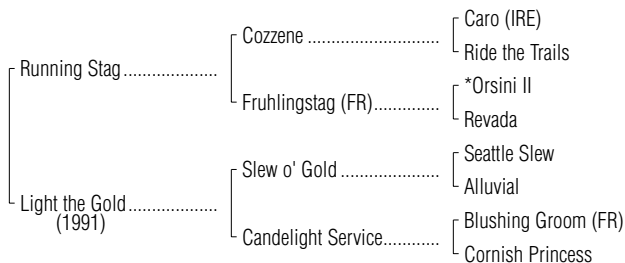 Caro (IRE)
Cozzene ............................
Ride the Trails
Running Stag....................
*Orsini II
Fruhlingstag (FR)..............
Revada
Seattle Slew
Slew o' Gold .....................
Alluvial
Light the Gold...................
(1991)
Blushing Groom (FR)
Candelight Service............
Cornish Princess